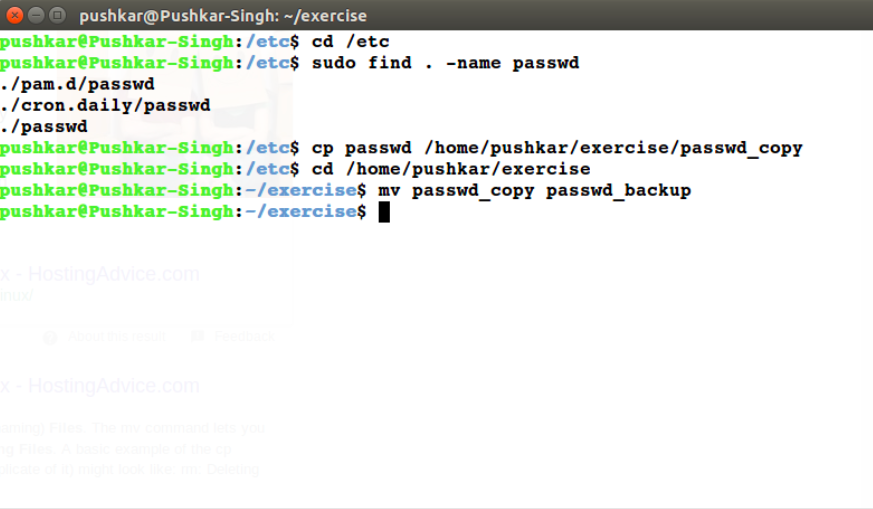 pushkar@Pushkar-Singh: ~/exercise
pushkar@Pushkar-Singh:/etc$ cd /etc
pushkar@Pushkar-Singh:/etc$ sudo find . -name passwd
./pam.d/passwd
./cron.daily/passwd
./passwd
pushkar@Pushkar-Singh:/etc$ cp passwd /home/pushkar/exercise/passwd_copy
pushkar@Pushkar-Singh:/etc$ cd /home/pushkar/exercise
pushkar@Pushkar-Singh:~/exercise$ mv passwd_copy passwd_backup
pushkar@Pushkar-Singh:~/exercise$
x - HostingAdvice.com
About this result Feedback
x - HostingAdvice.com
Files. The mv command lets you
ng Files. A basic example of the cp
plicate of it) might look like: mv. Deleting